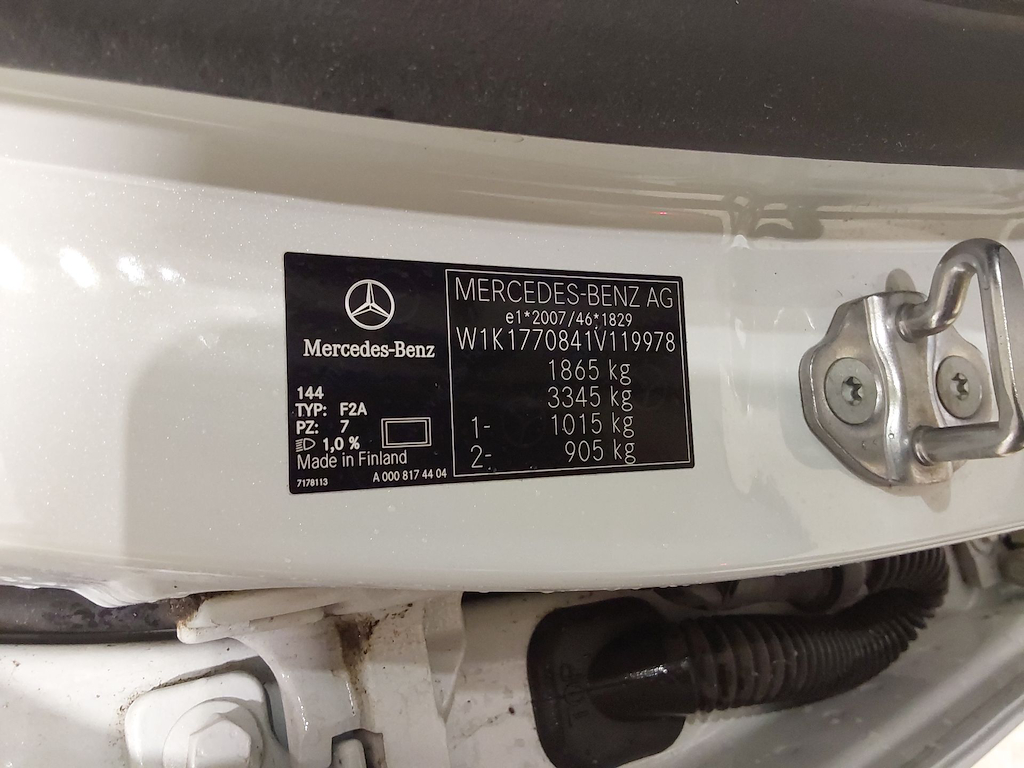 Mercedes-Benz
144
TYP: F2A
PZ: 7
1,0 %
Made in Finland
7178113 A 000 817 44 04
MERCEDES-BENZ AG
e1*2007/46*1829
W1K1770841V119978
1865 kg
3345 kg
1- 1015 kg
2- 905 kg